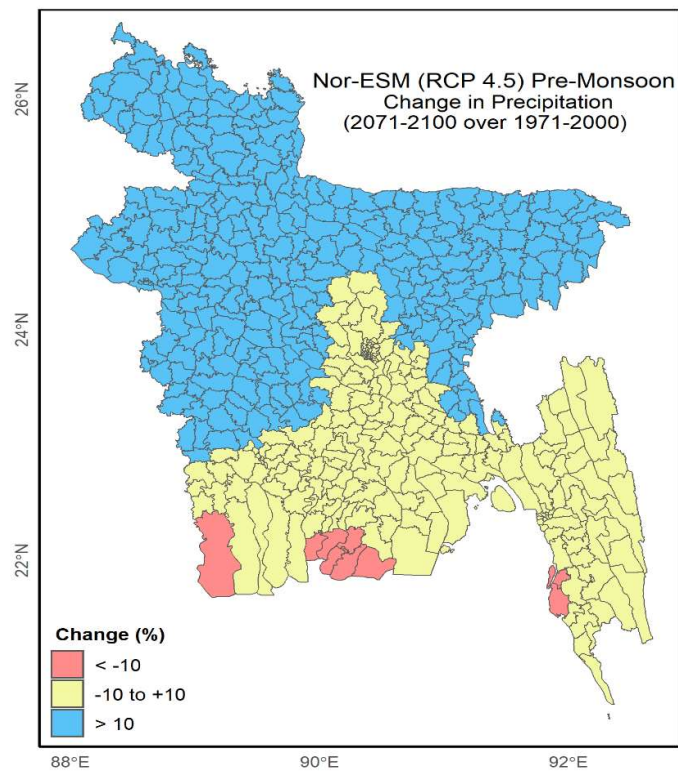 Nor-ESM (RCP 4.5) Pre-Monsoon
Change in Precipitation
(2071-2100 over 1971-2000)
26°N
24°N
22°N
Change (%)
< -10
-10 to +10
> 10
88°E
90°E
92°E